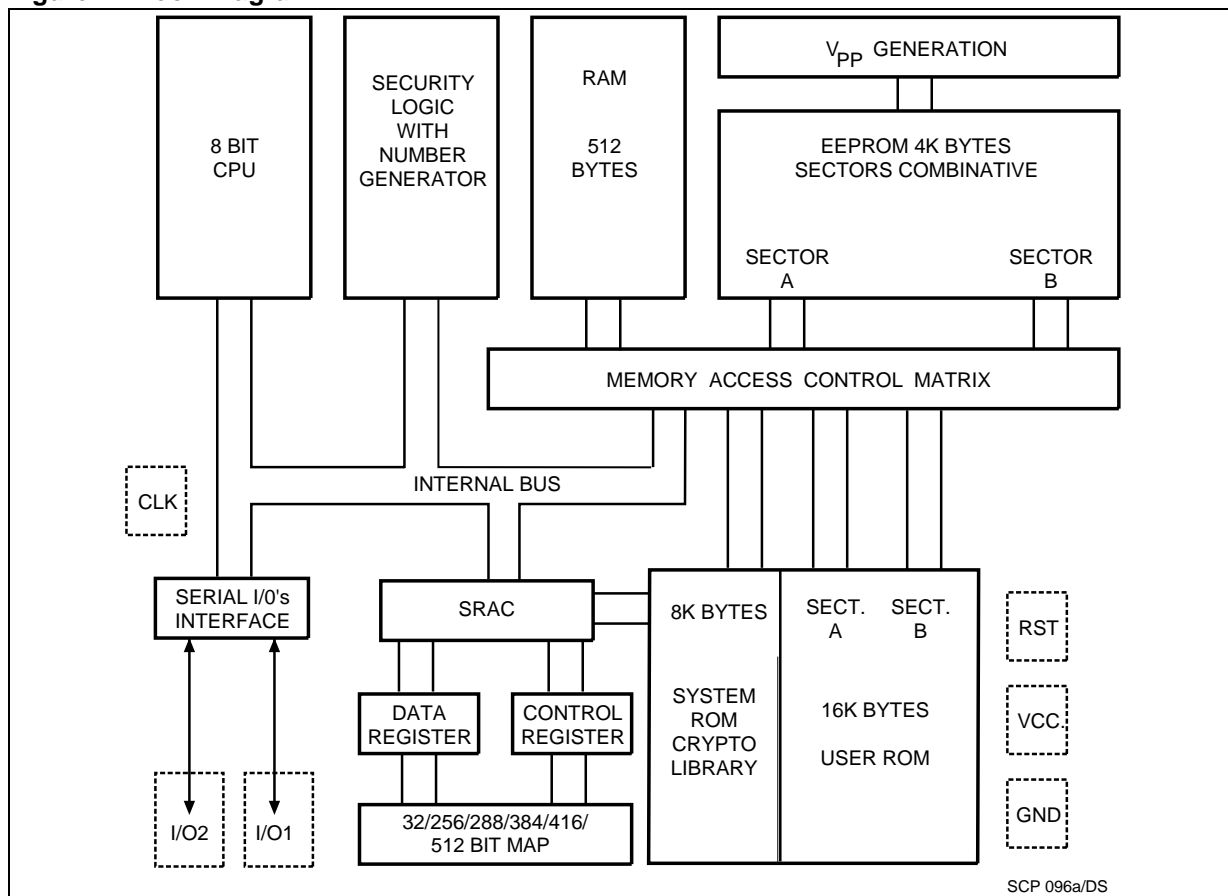 V_PP GENERATION
8 BIT
CPU
SECURITY
LOGIC
WITH
NUMBER
GENERATOR
RAM
512
BYTES
EEPROM 4K BYTES
SECTORS COMBINATIVE
SECTOR
A
SECTOR
B
MEMORY ACCESS CONTROL MATRIX
INTERNAL BUS
CLK
SERIAL I/0's
INTERFACE
SRAC
8K BYTES
SYSTEM
ROM
CRYPTO
LIBRARY
SECT.
A
SECT.
B
16K BYTES
USER ROM
RST
VCC.
GND
DATA
REGISTER
CONTROL
REGISTER
I/O2
I/O1
32/256/288/384/416/
512 BIT MAP
SCP 096a/DS